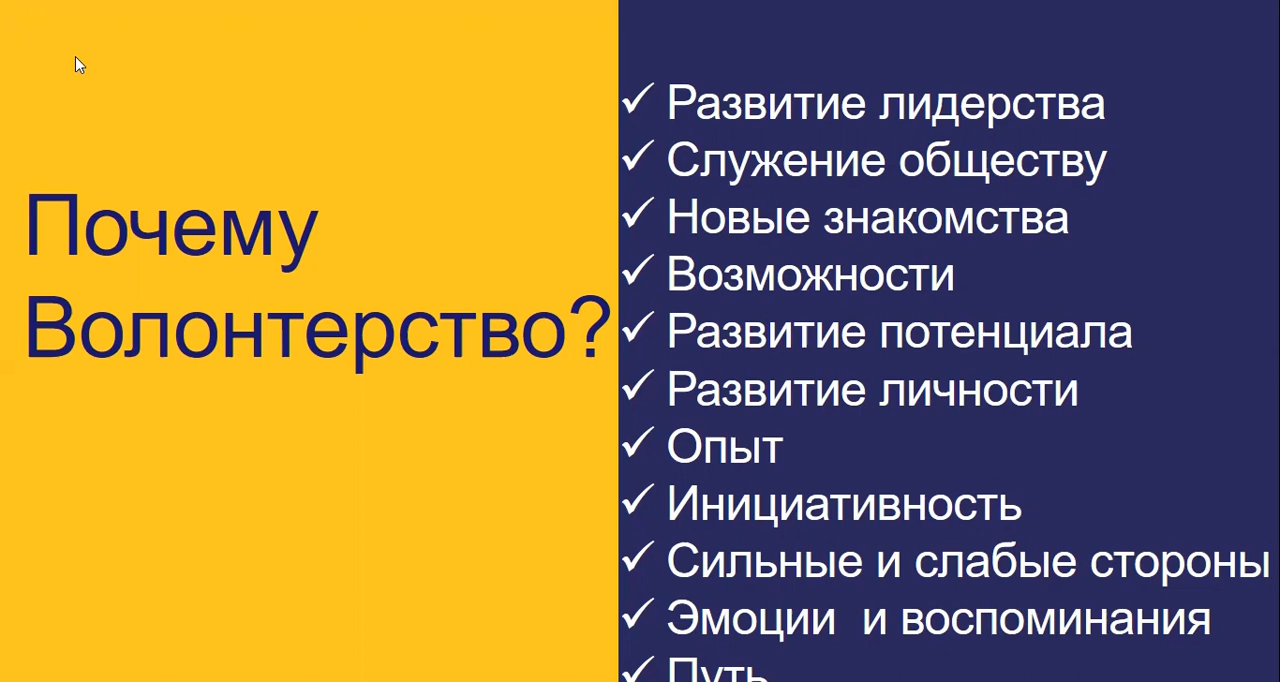 Почему
Волонтерство?
✓ Развитие лидерства
✓ Служение обществу
✓ Новые знакомства
✓ Возможности
✓ Развитие потенциала
✓ Развитие личности
✓ Опыт
✓ Инициативность
✓ Сильные и слабые стороны
✓ Эмоции  и воспоминания
✓ Путь